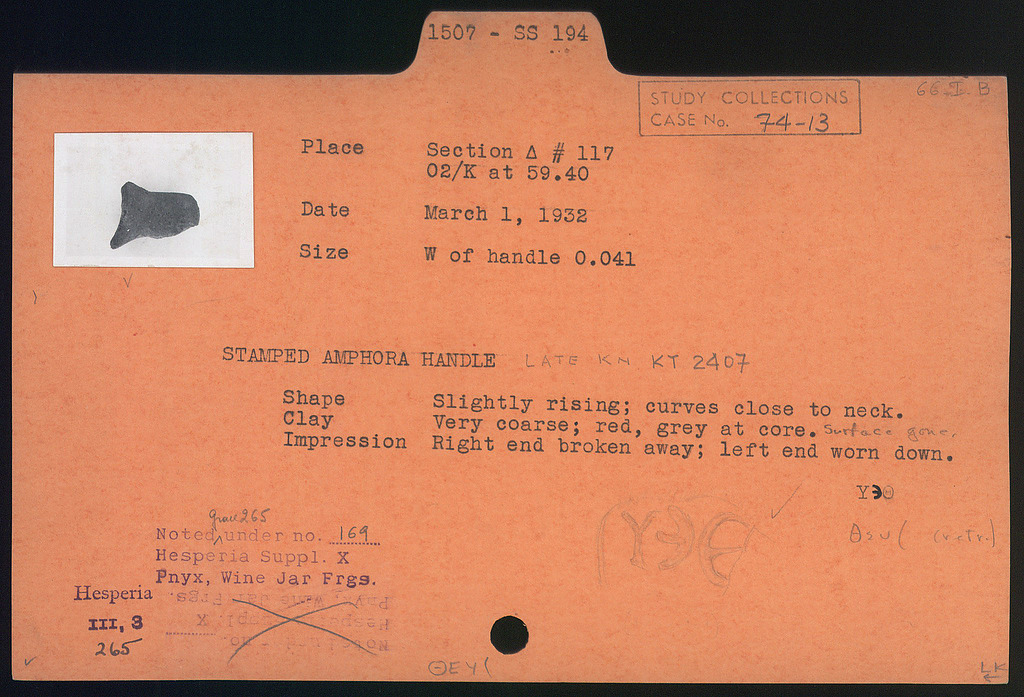 1507 - SS 194
66 I B
STUDY COLLECTIONS
CASE No. 74-13
Place Section Δ # 117
O2/K at 59.40
Date March 1, 1932
Size W of handle 0.041
STAMPED AMPHORA HANDLE LATE KN KT 2407
Shape Slightly rising; curves close to neck.
Clay Very coarse; red, grey at core. Surface gone.
Impression Right end broken away; left end worn down.
Grace 265
Noted under no. 169
Hesperia Suppl. X
Pnyx, Wine Jar Frgs.
Hesperia
III, 3
265
ΘΕΥ(
(retr.)
LK